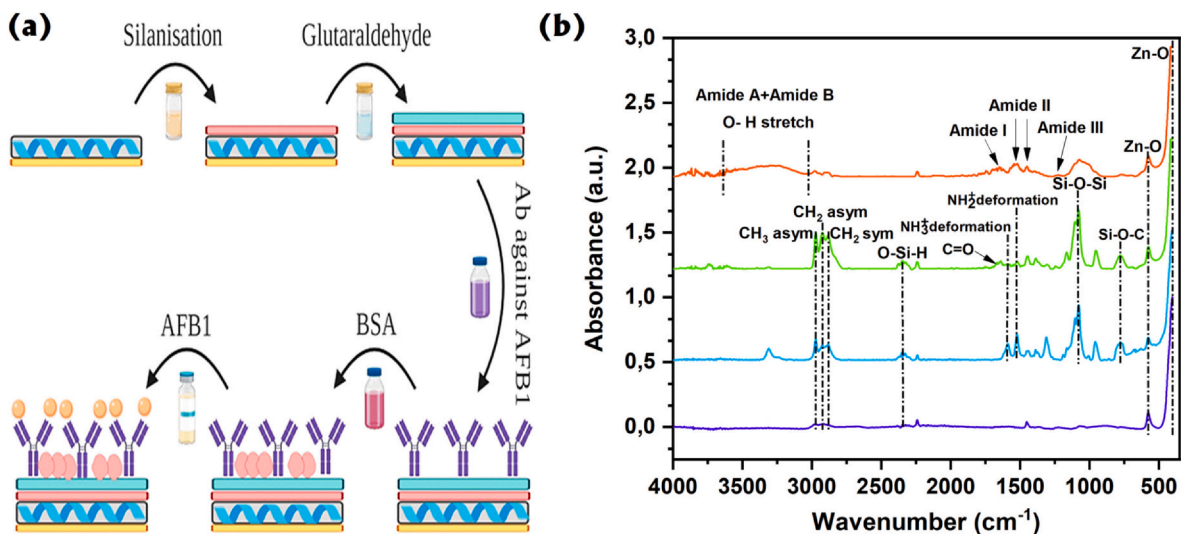 (a)
Silanisation
Glutaraldehyde
Ab against AFB1
AFB1
BSA
(b)
Absorbance (a.u.)
3,0
2,5
2,0
1,5
1,0
0,5
0,0
Zn-O
Amide A+Amide B
O- H stretch
Amide I
Amide II
Amide III
Zn-O
Si-O-Si
CH₂ asym
CH₃ asym
CH₂ sym
O-Si-H
NH₂⁺deformation
NH₃⁺deformation
C=O
Si-O-C
4000 3500 3000 2500 2000 1500 1000 500
Wavenumber (cm⁻¹)